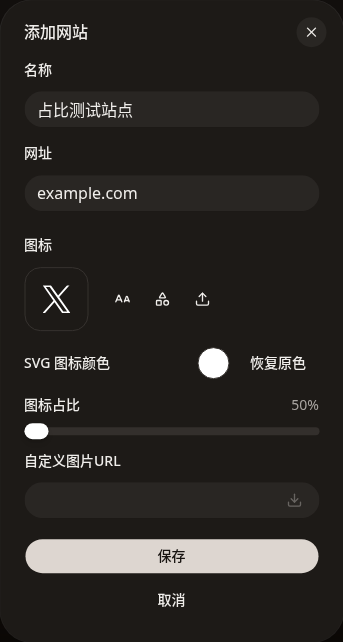 添加网站
名称
占比测试站点
网址
example.com
图标
AA
SVG 图标颜色 恢复原色
图标占比 50%
自定义图片URL
保存
取消